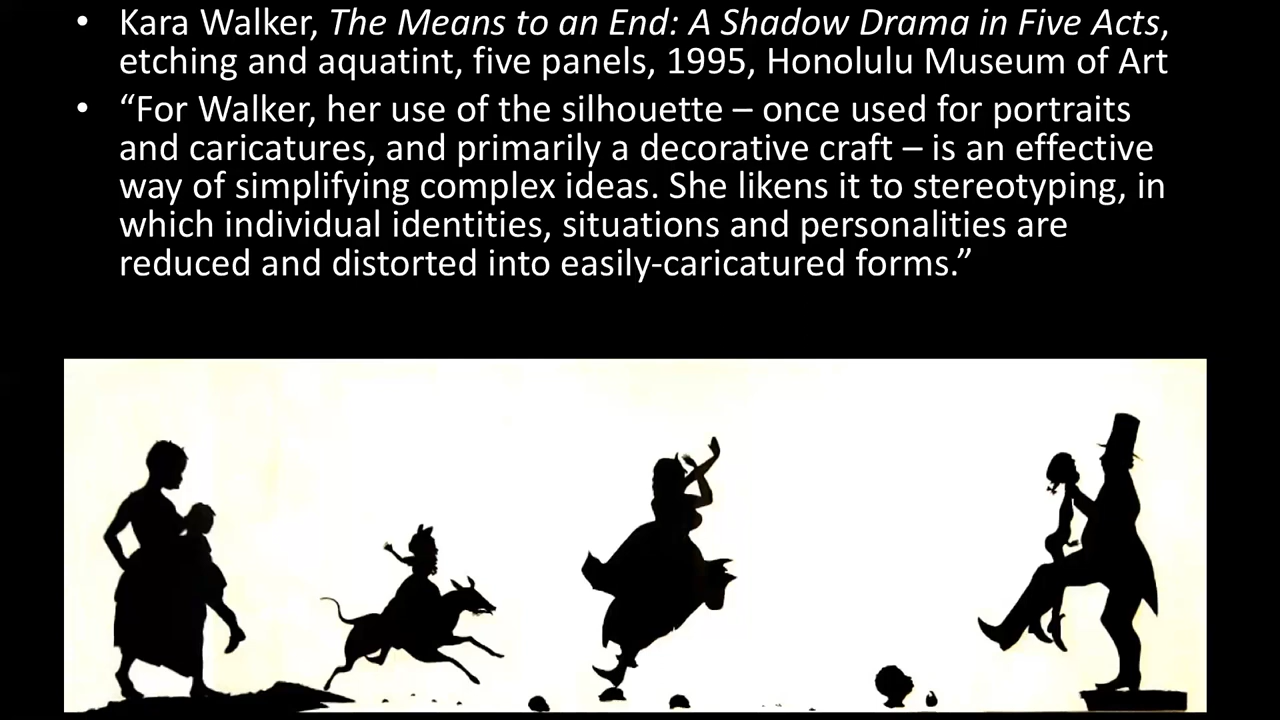 • Kara Walker, The Means to an End: A Shadow Drama in Five Acts,
etching and aquatint, five panels, 1995, Honolulu Museum of Art
• “For Walker, her use of the silhouette – once used for portraits
and caricatures, and primarily a decorative craft – is an effective
way of simplifying complex ideas. She likens it to stereotyping, in
which individual identities, situations and personalities are
reduced and distorted into easily-caricatured forms.”